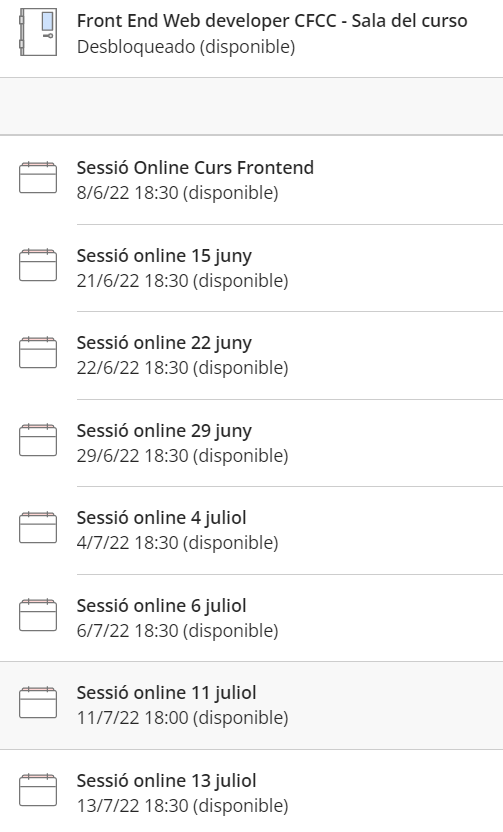 Front End Web developer CFCC - Sala del curso
Desbloqueado (disponible)
Sessió Online Curs Frontend
8/6/22 18:30 (disponible)
Sessió online 15 juny
21/6/22 18:30 (disponible)
Sessió online 22 juny
22/6/22 18:30 (disponible)
Sessió online 29 juny
29/6/22 18:30 (disponible)
Sessió online 4 juliol
4/7/22 18:30 (disponible)
Sessió online 6 juliol
6/7/22 18:30 (disponible)
Sessió online 11 juliol
11/7/22 18:00 (disponible)
Sessió online 13 juliol
13/7/22 18:30 (disponible)